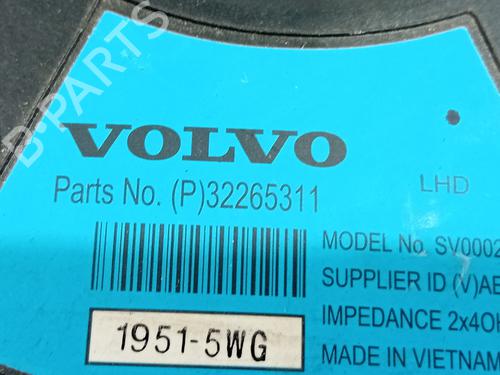 B-PARTS
VOLVO
Parts No. (P)32265311
LHD
MODEL No. SV0002
SUPPLIER ID (V)AE
IMPEDANCE 2x4OH
1951-5WG
MADE IN VIETNAM